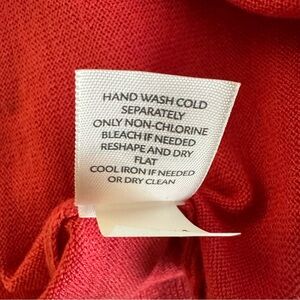 HAND WASH COLD
SEPARATELY
ONLY NON-CHLORINE
BLEACH IF NEEDED
RESHAPE AND DRY
FLAT
COOL IRON IF NEEDED
OR DRY CLEAN